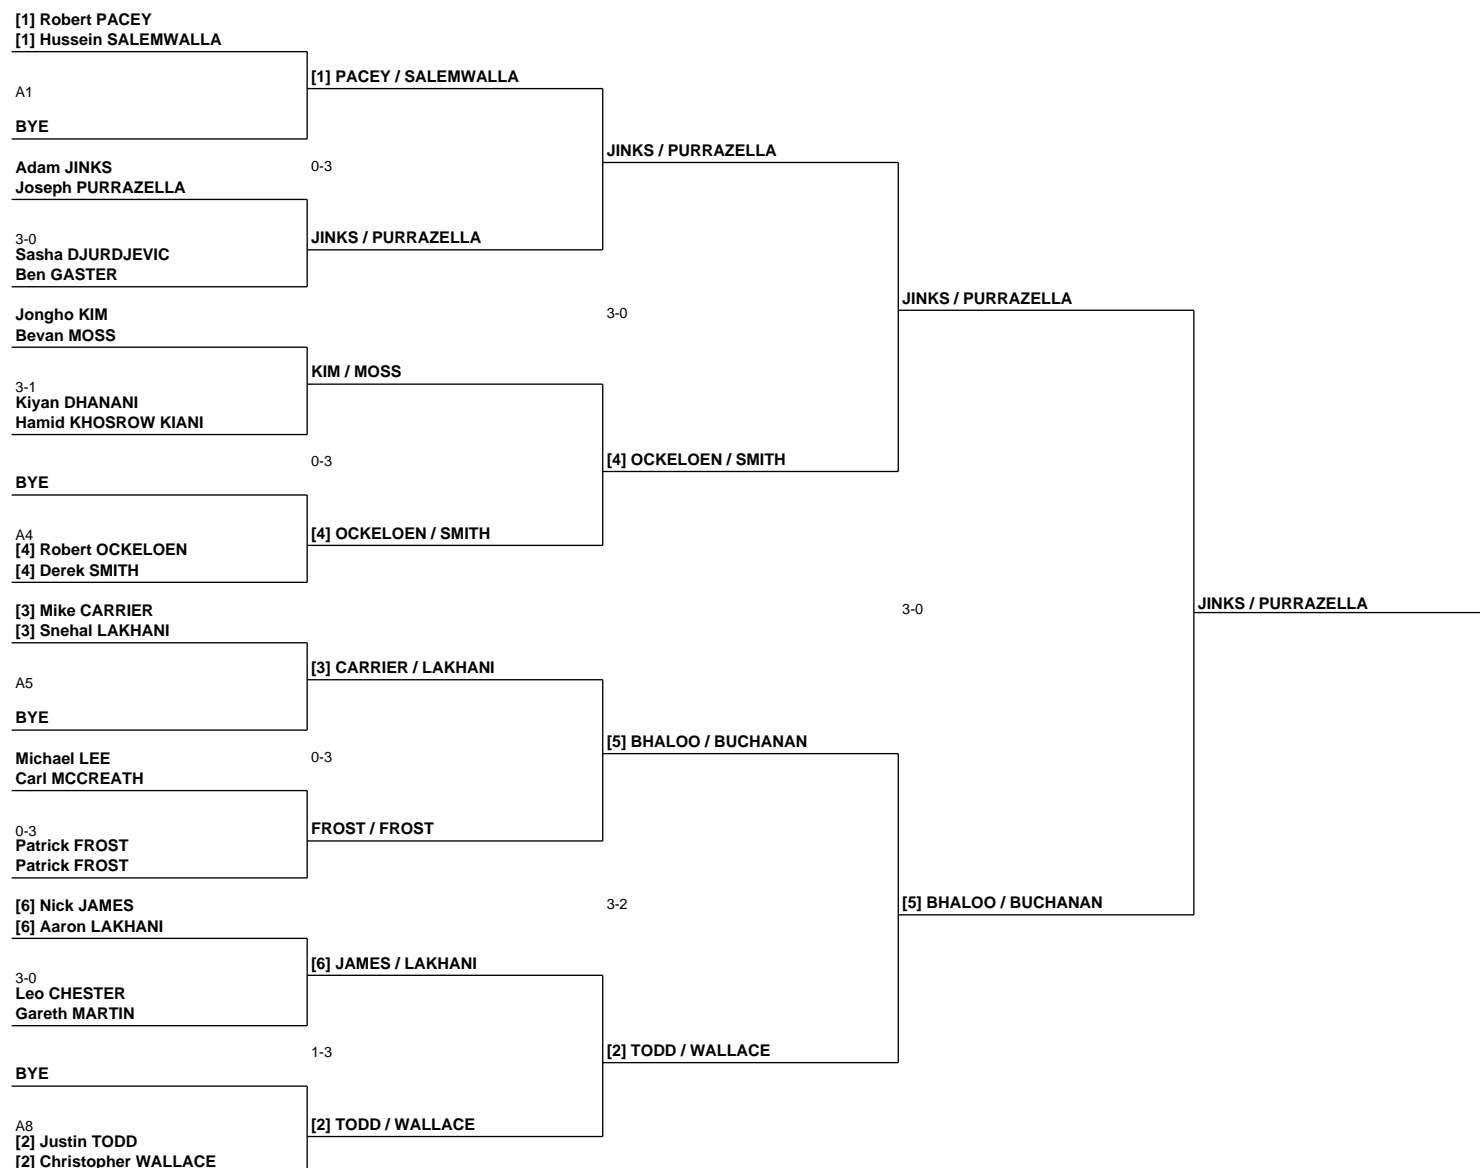 [1] Robert PACEY
[1] Hussein SALEMWALLA
[1] PACEY / SALEMWALLA
A1
BYE
JINKS / PURRAZELLA
Adam JINKS
0-3
Joseph PURRAZELLA
JINKS / PURRAZELLA
3-0
Sasha DJURDJEVIC
Ben GASTER
JINKS / PURRAZELLA
Jongho KIM
3-0
Bevan MOSS
KIM / MOSS
3-1
Kiyan DHANANI
Hamid KHOSROW KIANI
0-3
[4] OCKELOEN / SMITH
BYE
A4
[4] OCKELOEN / SMITH
[4] Robert OCKELOEN
[4] Derek SMITH
[3] Mike CARRIER
3-0
JINKS / PURRAZELLA
[3] Snehal LAKHANI
[3] CARRIER / LAKHANI
A5
BYE
[5] BHALOO / BUCHANAN
Michael LEE
0-3
Carl MCCREATH
FROST / FROST
0-3
Patrick FROST
Patrick FROST
[6] Nick JAMES
3-2
[5] BHALOO / BUCHANAN
[6] Aaron LAKHANI
[6] JAMES / LAKHANI
3-0
Leo CHESTER
Gareth MARTIN
1-3
[2] TODD / WALLACE
BYE
A8
[2] TODD / WALLACE
[2] Justin TODD
[2] Christopher WALLACE